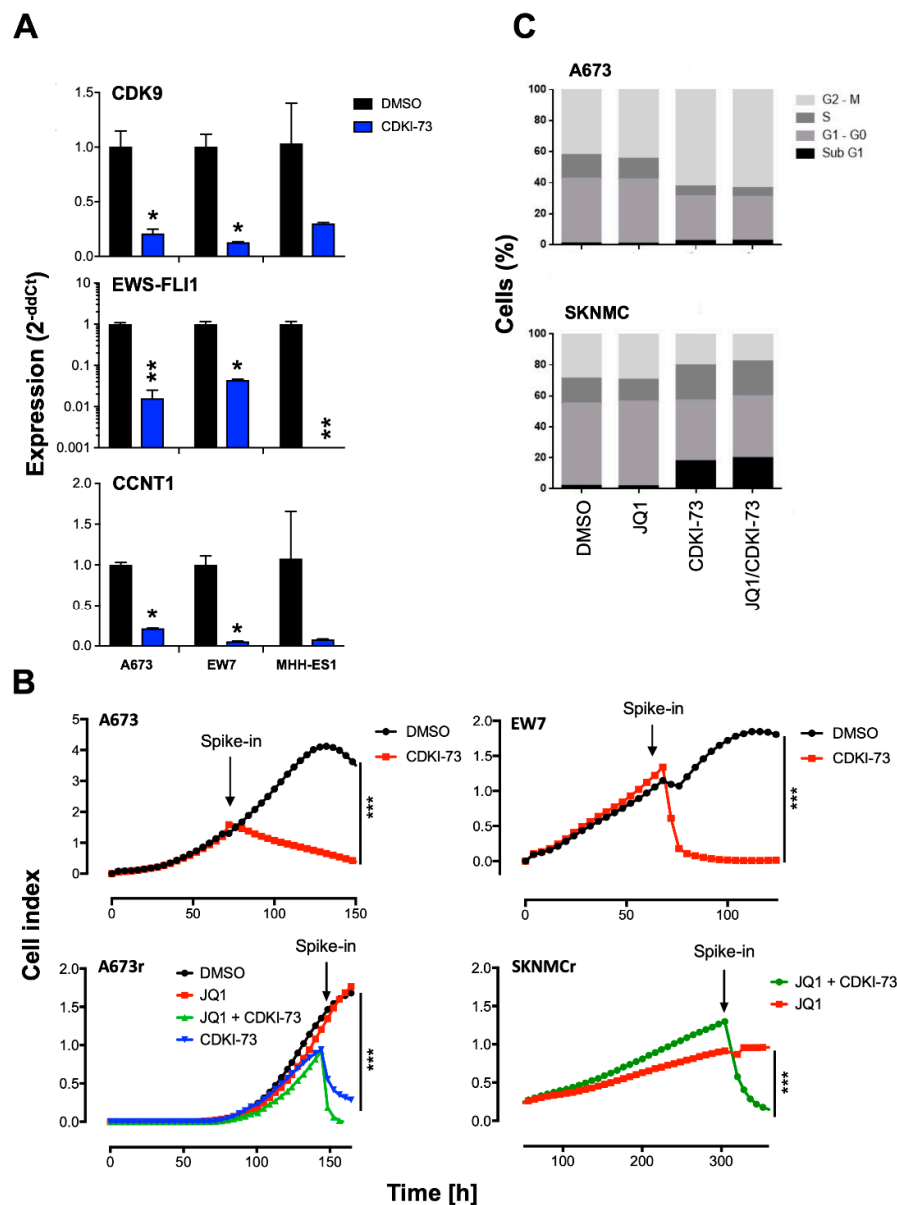 A
CDK9
DMSO
CDKI-73
1.5
1.0
0.5
0.0
*
*
EWS-FLI1
10
1
0.1
0.01
0.001
**
*
**
CCNT1
2.0
1.5
1.0
0.5
0.0
*
*
A673
EW7
MHH-ES1
Expression (2-ddCt)
C
A673
100
80
60
40
20
0
G2 - M
S
G1 - G0
Sub G1
SKNMC
100
80
60
40
20
0
Cells (%)
DMSO
JQ1
CDKI-73
JQ1/CDKI-73
B
A673
Spike-in
DMSO
CDKI-73
5
4
3
2
1
0
0
50
100
150
***
EW7
Spike-in
DMSO
CDKI-73
2.0
1.5
1.0
0.5
0.0
0
50
100
***
A673r
Spike-in
DMSO
JQ1
JQ1 + CDKI-73
CDKI-73
2.0
1.5
1.0
0.5
0.0
0
50
100
150
***
SKNMCr
Spike-in
JQ1 + CDKI-73
JQ1
2.0
1.5
1.0
0.5
0.0
100
200
300
***
Cell index
Time [h]